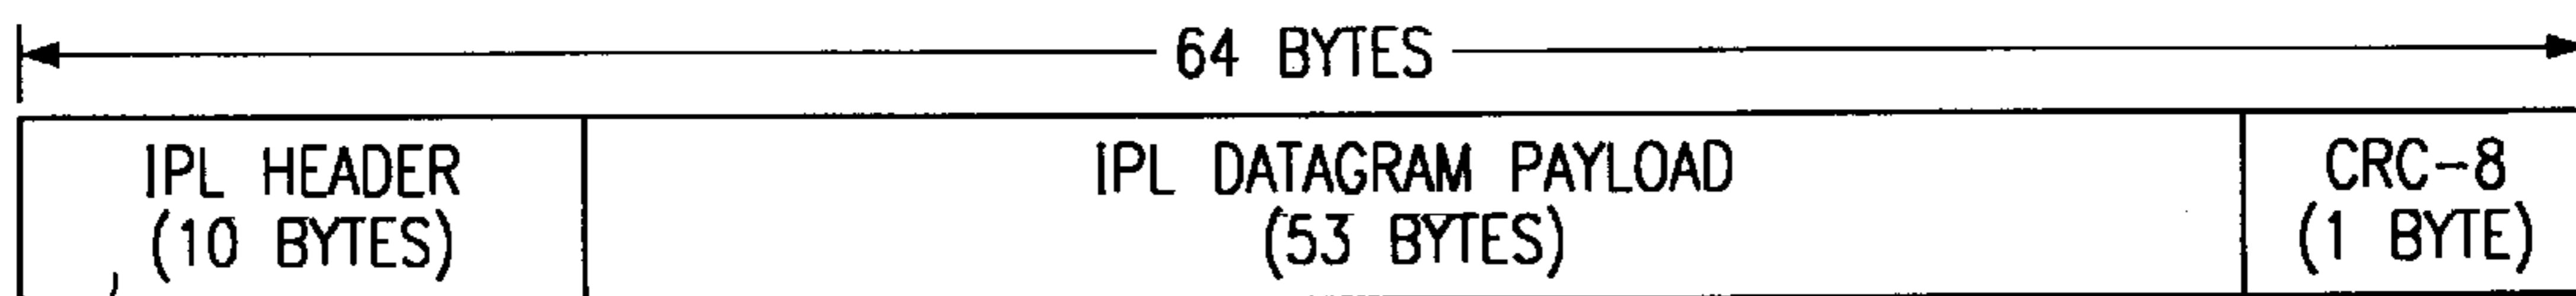 64 BYTES
IPL HEADER
(10 BYTES)
IPL DATAGRAM PAYLOAD
(53 BYTES)
CRC-8
(1 BYTE)